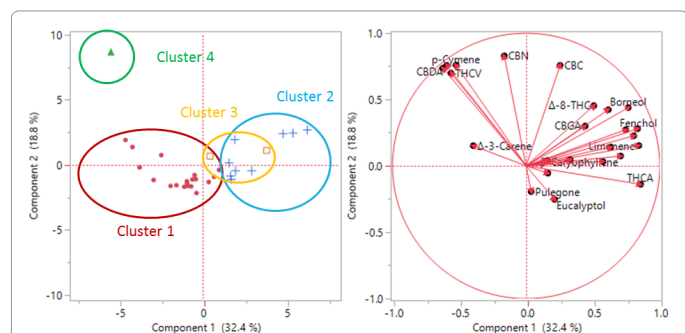 10
5
0
-5
-10
-5
0
5
Component 2 (18.8 %)
Component 1 (32.4 %)
Cluster 4
Cluster 3
Cluster 2
Cluster 1
1.0
0.5
0.0
-0.5
-1.0
-1.0
-0.5
0.0
0.5
1.0
Component 2 (18.8 %)
Component 1 (32.4 %)
p-Cymene
CBDA
THCV
CBN
CBC
Δ-8-THC
Borneol
CBGA
Fenchol
Δ-3-Carene
Limonene
Caryophyllene
THCA
Pulegone
Eucalyptol